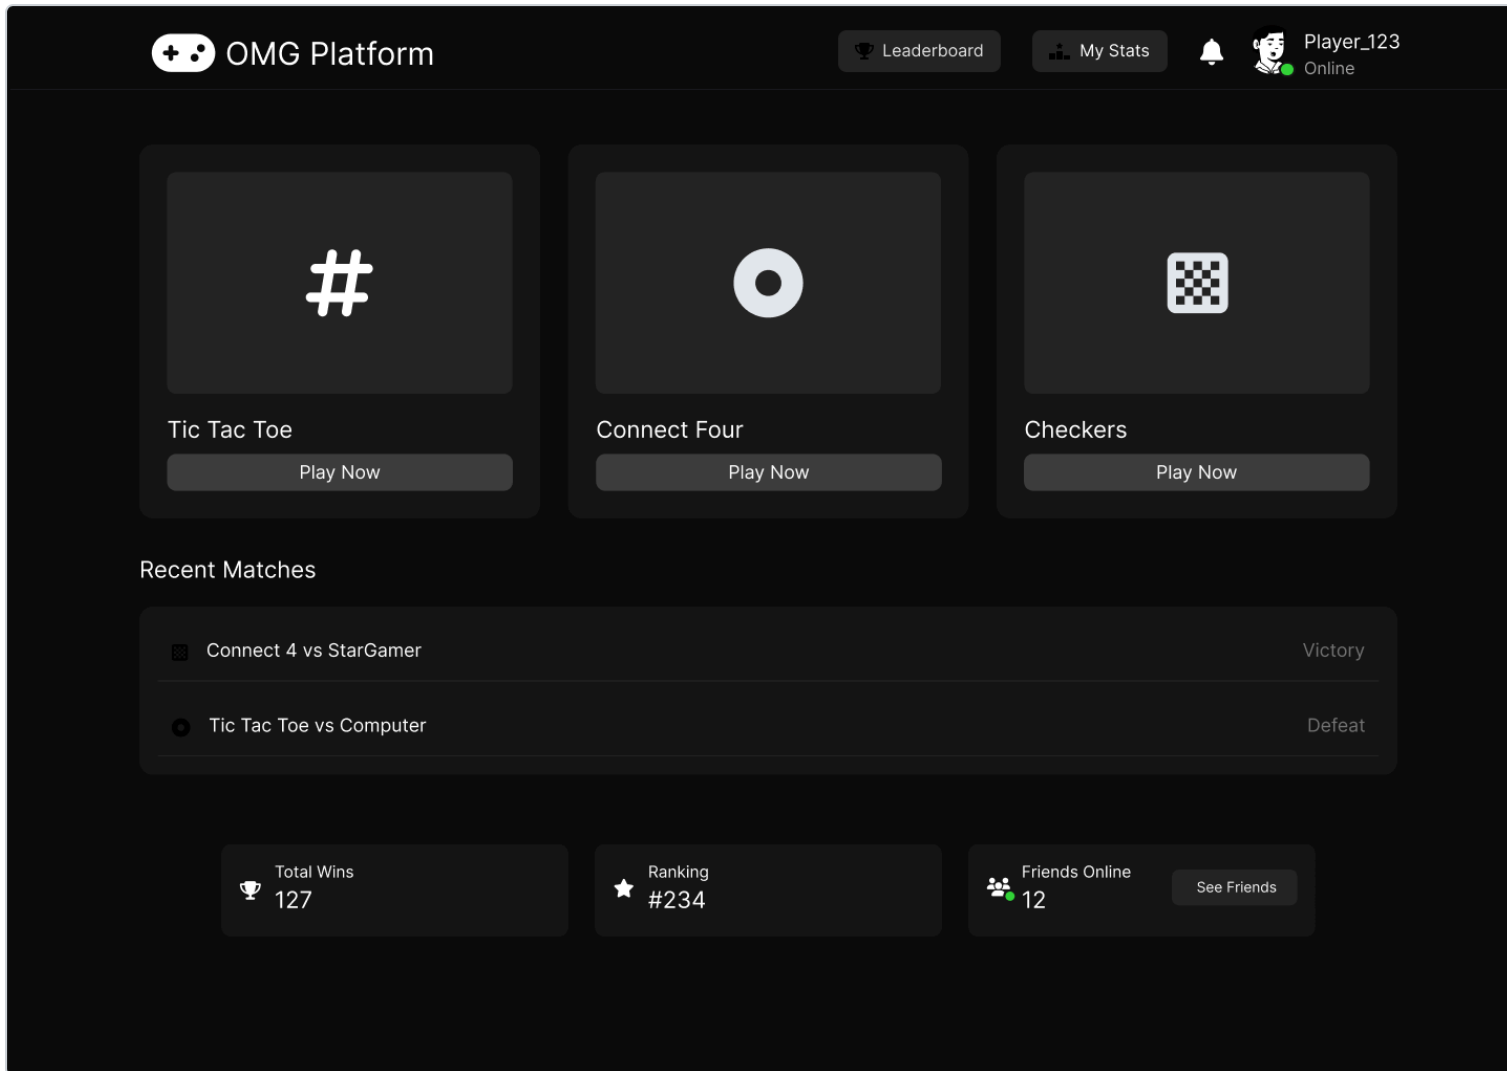 OMG Platform
Leaderboard
My Stats
Player_123
Online
Tic Tac Toe
Play Now
Connect Four
Play Now
Checkers
Play Now
Recent Matches
Connect 4 vs StarGamer
Victory
Tic Tac Toe vs Computer
Defeat
Total Wins
127
Ranking
#234
Friends Online
12
See Friends